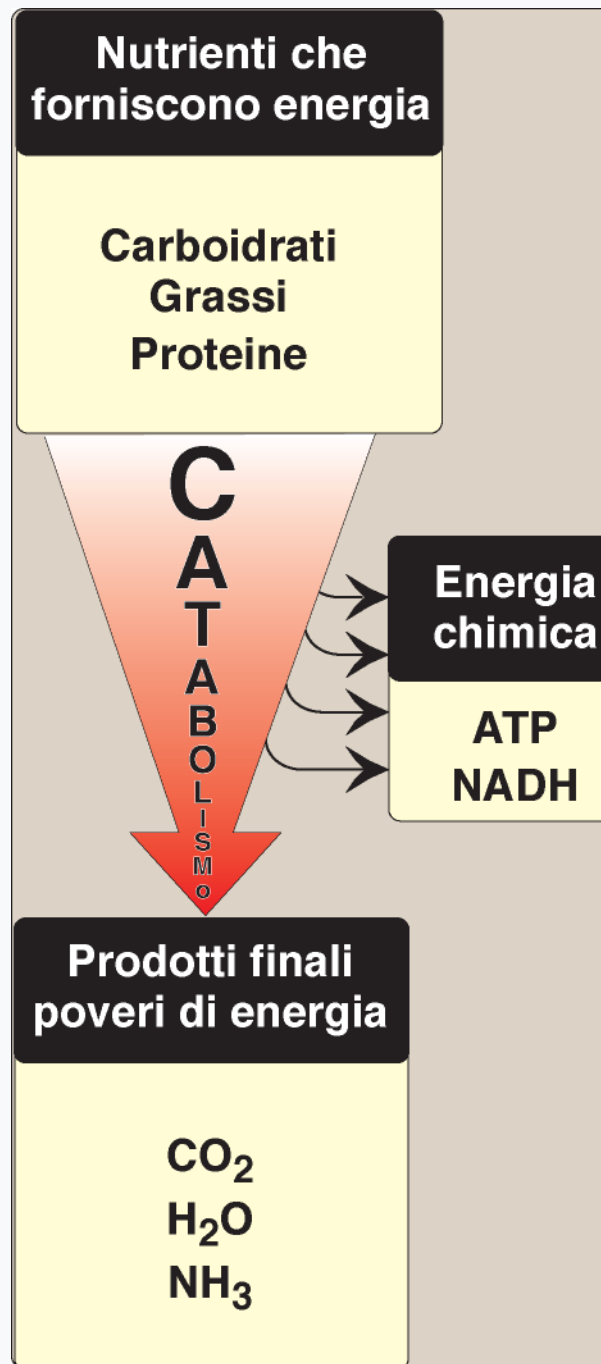 Nutrienti che
forniscono energia
Carboidrati
Grassi
Proteine
CATABOLISMO
Energia
chimica
ATP
NADH
Prodotti finali
poveri di energia
CO₂
H₂O
NH₃